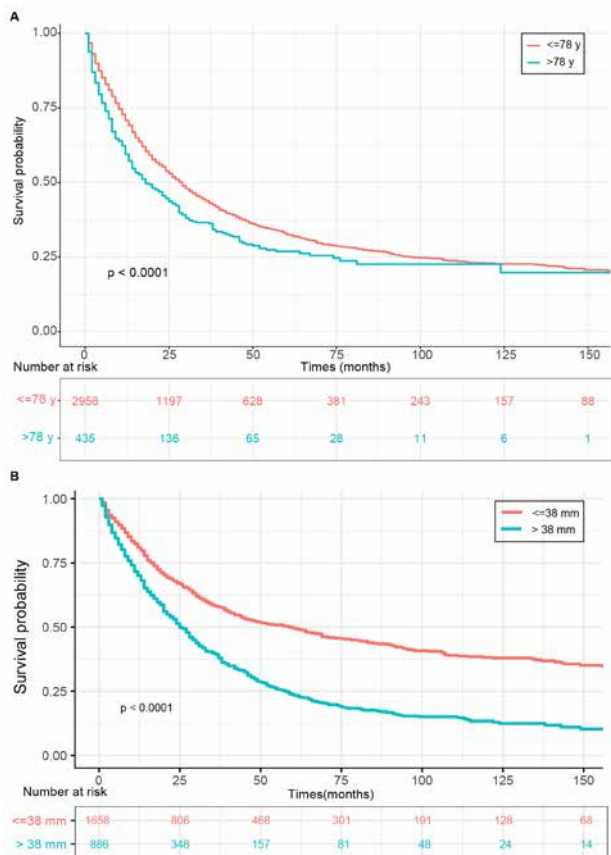 A
1.00
<=78 y
>78 y
0.75
Survival probability
0.50
0.25
p < 0.0001
0.00
0 25 50 75 100 125 150
Number at risk Times (months)
<=78 y 2956 1197 628 381 243 157 88
>78 y 435 136 65 28 11 6 1
B
1.00
<=38 mm
> 38 mm
0.75
Survival probability
0.50
0.25
p < 0.0001
0.00
0 25 50 75 100 125 150
Number at risk Times(months)
<=38 mm 1658 806 468 301 191 128 68
> 38 mm 886 348 157 81 48 24 14